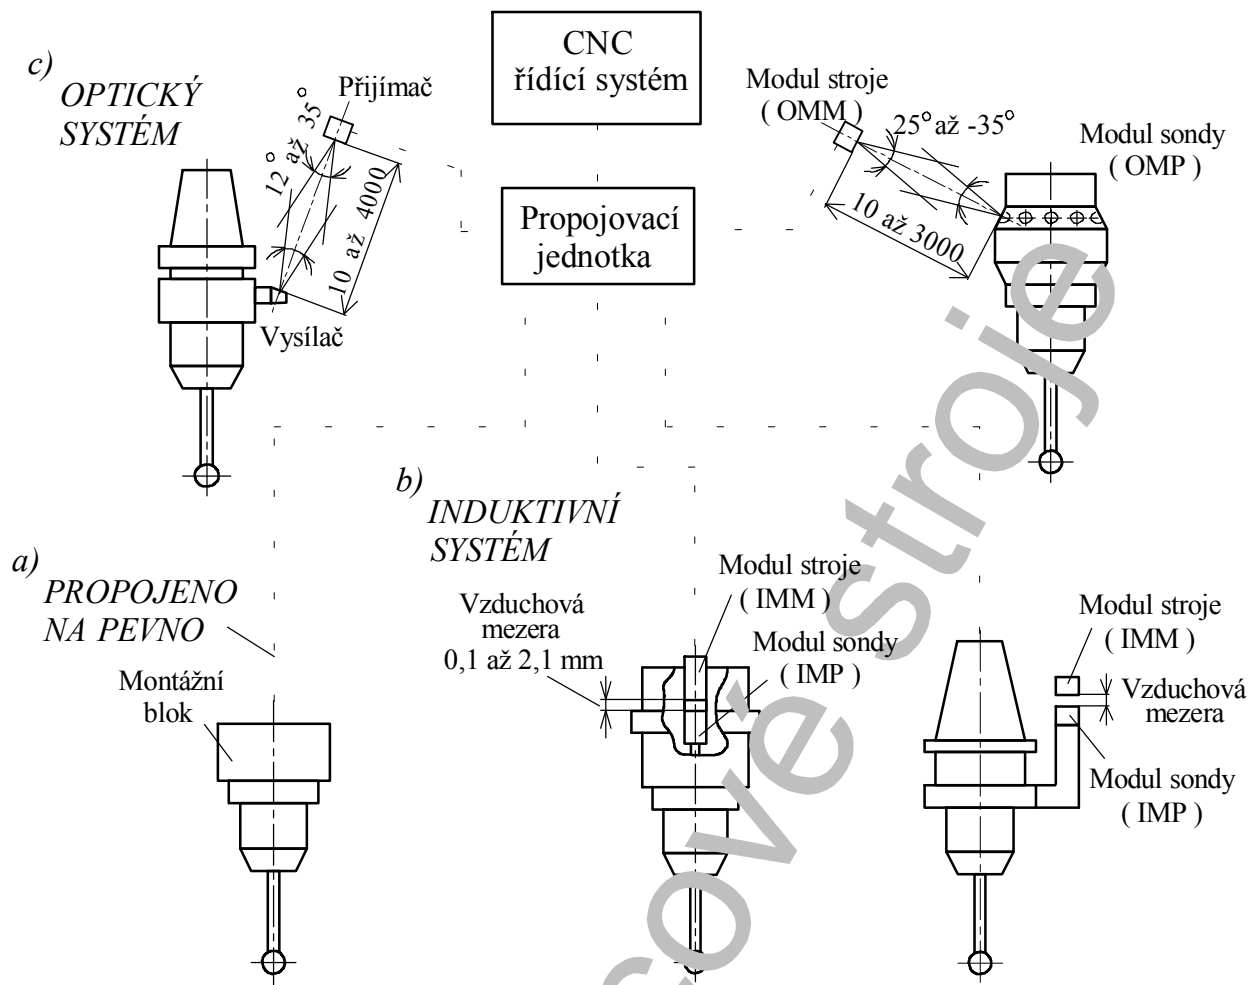 CNC
řídící systém
c)
OPTICKÝ
SYSTÉM
Přijímač
12° až 35°
10 až 4000
Vysílač
Propojovací
jednotka
Modul stroje
( OMM )
25° až -35°
10 až 3000
Modul sondy
( OMP )
a)
PROPOJENO
NA PEVNO
Montážní
blok
b)
INDUKTIVNÍ
SYSTÉM
Vzduchová
mezera
0,1 až 2,1 mm
Modul stroje
( IMM )
Modul sondy
( IMP )
Modul stroje
( IMM )
Vzduchová
mezera
Modul sondy
( IMP )
cové stroje